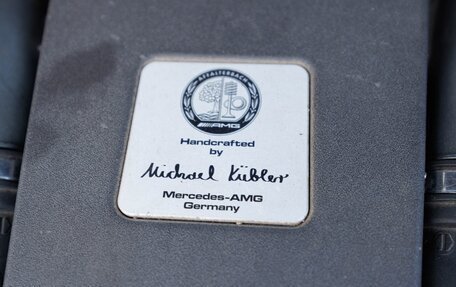 AFFALTERBACH
AMG
Handcrafted
by
Michael Kübler
Mercedes-AMG
Germany